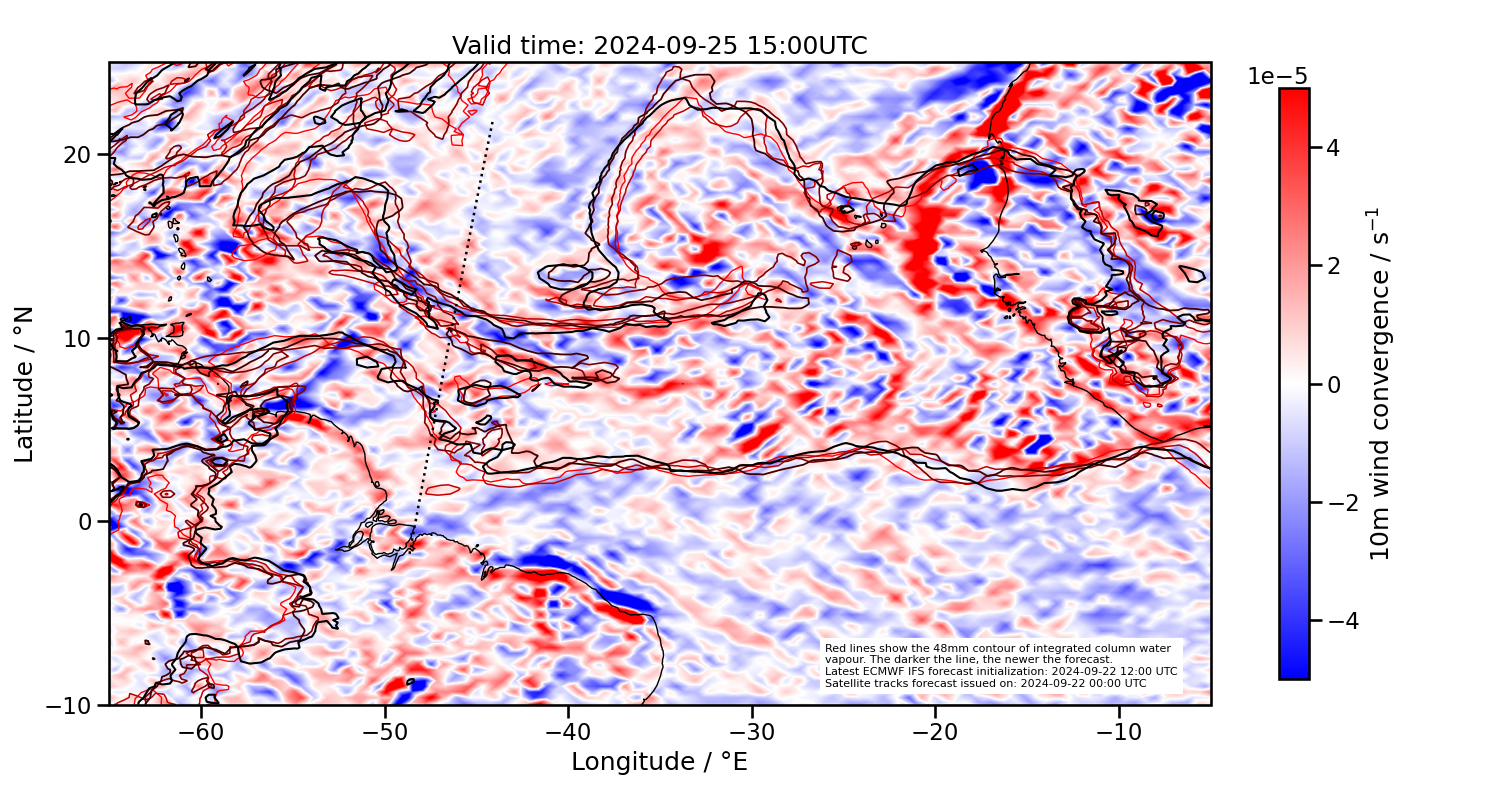 Valid time: 2024-09-25 15:00UTC
1e−5
20
10
0
−10
Latitude / °N
−60
−50
−40
−30
−20
−10
Longitude / °E
4
2
0
−2
−4
10m wind convergence / s⁻¹
Red lines show the 48mm contour of integrated column water
vapour. The darker the line, the newer the forecast.
Latest ECMWF IFS forecast initialization: 2024-09-22 12:00 UTC
Satellite tracks forecast issued on: 2024-09-22 00:00 UTC